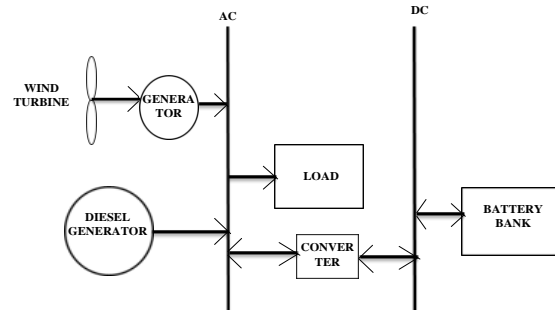 AC
DC
WIND
TURBINE
GENERA
TOR
LOAD
DIESEL
GENERATOR
BATTERY
BANK
CONVER
TER